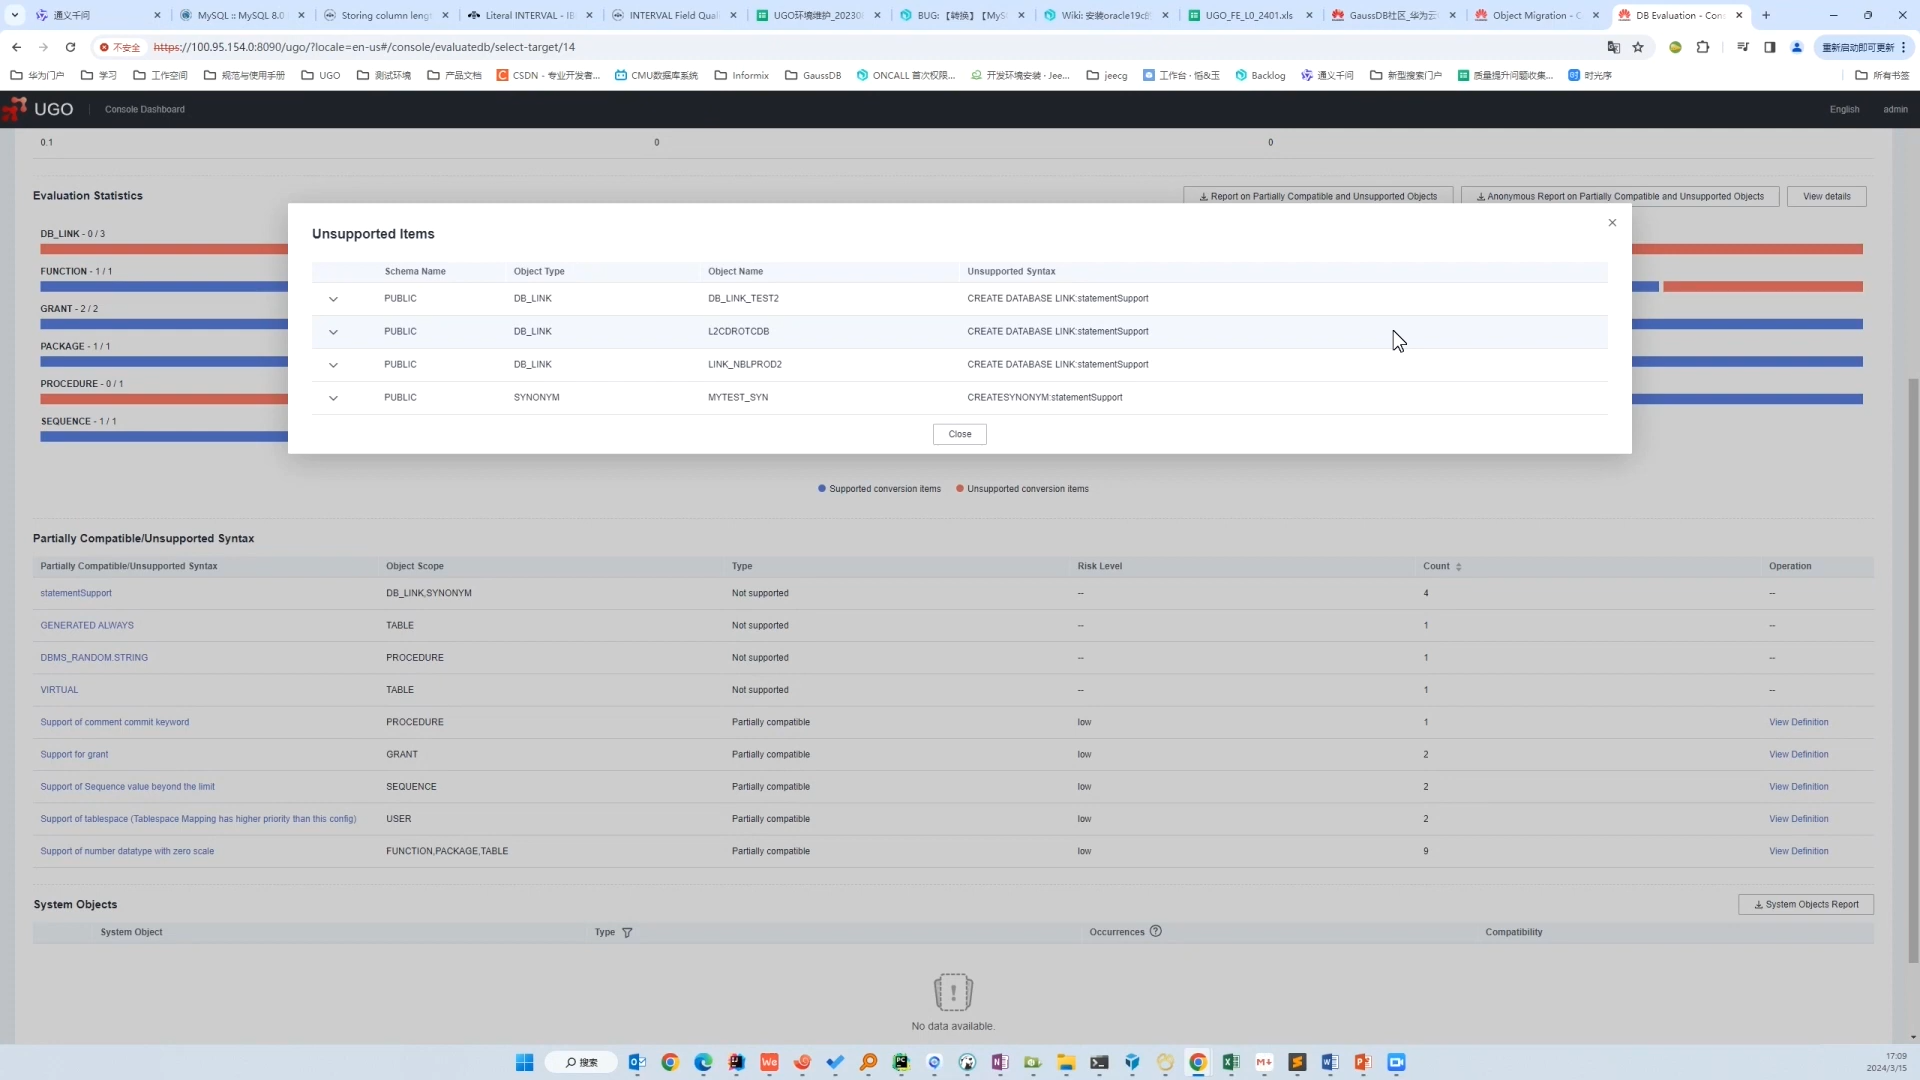 通义千问
MySQL :: MySQL 8.0
Storing column leng
Literal INTERVAL - IB
INTERVAL Field Qual
UGO环境维护_20230
BUG: 【转换】【MyS
Wiki: 安装oracle19c
UGO_FE_L0_2401.xls
GaussDB社区_华为云
Object Migration - C
DB Evaluation - Con
不安全
https://100.95.154.0:8090/ugo/?locale=en-us#/console/evaluatedb/select-target/14
重新启动即可更新
华为门户
学习
工作空间
规范与使用手册
UGO
测试环境
产品文档
CSDN - 专业开发者...
CMU数据库系统
Informix
GaussDB
ONCALL 首次权限...
开发环境安装 · Jee...
jeecg
工作台 · 恬&玉
Backlog
通义千问
新型搜索门户
质量提升问题收集...
时光序
所有书签
UGO
Console Dashboard
English
admin
0.1
0
0
Evaluation Statistics
Report on Partially Compatible and Unsupported Objects
Anonymous Report on Partially Compatible and Unsupported Objects
View details
DB_LINK - 0 / 3
FUNCTION - 1 / 1
GRANT - 2 / 2
PACKAGE - 1 / 1
PROCEDURE - 0 / 1
SEQUENCE - 1 / 1
Unsupported Items
Schema Name Object Type Object Name Unsupported Syntax
PUBLIC DB_LINK DB_LINK_TEST2 CREATE DATABASE LINK:statementSupport
PUBLIC DB_LINK L2CDROTCDB CREATE DATABASE LINK:statementSupport
PUBLIC DB_LINK LINK_NBLPROD2 CREATE DATABASE LINK:statementSupport
PUBLIC SYNONYM MYTEST_SYN CREATESYNONYM:statementSupport
Close
Supported conversion items
Unsupported conversion items
Partially Compatible/Unsupported Syntax
Partially Compatible/Unsupported Syntax Object Scope Type Risk Level Count Operation
statementSupport DB_LINK,SYNONYM Not supported -- 4 --
GENERATED ALWAYS TABLE Not supported -- 1 --
DBMS_RANDOM.STRING PROCEDURE Not supported -- 1 --
VIRTUAL TABLE Not supported -- 1 --
Support of comment commit keyword PROCEDURE Partially compatible low 1 View Definition
Support for grant GRANT Partially compatible low 2 View Definition
Support of Sequence value beyond the limit SEQUENCE Partially compatible low 2 View Definition
Support of tablespace (Tablespace Mapping has higher priority than this config) USER Partially compatible low 2 View Definition
Support of number datatype with zero scale FUNCTION,PACKAGE,TABLE Partially compatible low 9 View Definition
System Objects
System Objects Report
System Object Type Occurrences Compatibility
No data available.
搜索
17:09
2024/3/15